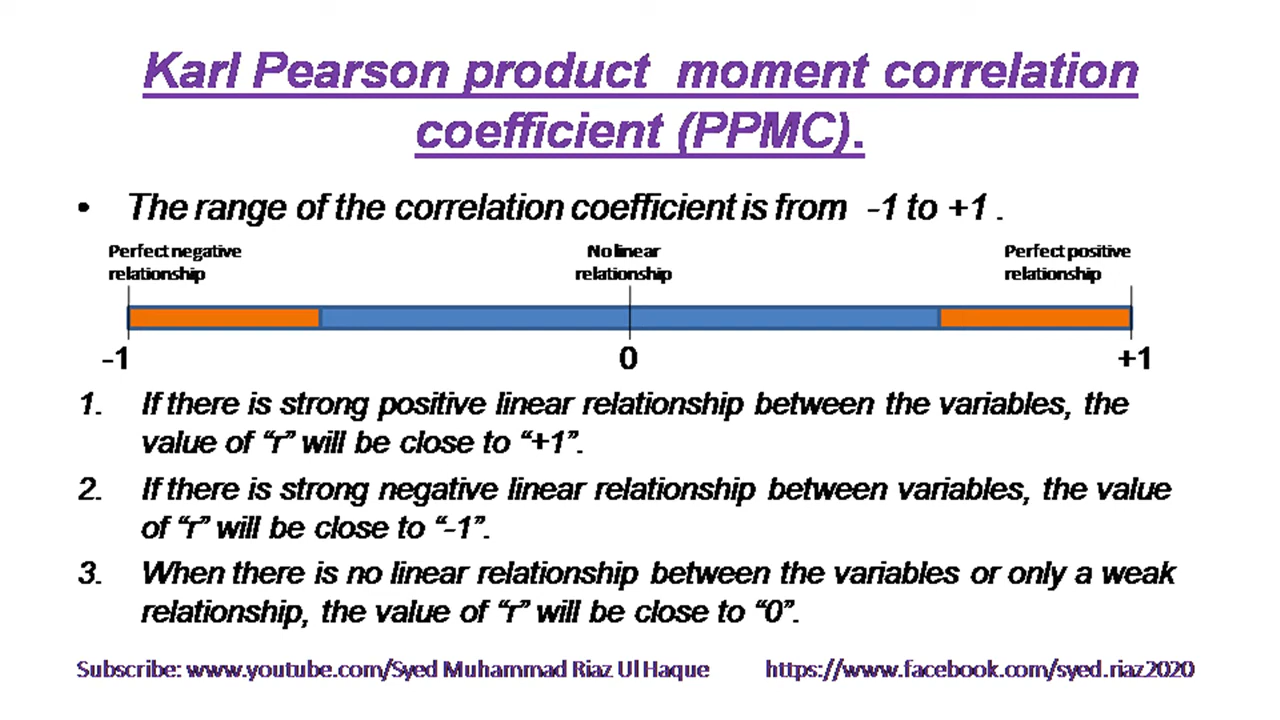 Karl Pearson product moment correlation
coefficient (PPMC).
• The range of the correlation coefficient is from -1 to +1 .
Perfect negative
relationship
No linear
relationship
Perfect positive
relationship
-1
0
+1
1. If there is strong positive linear relationship between the variables, the
value of “r” will be close to “+1”.
2. If there is strong negative linear relationship between variables, the value
of “r” will be close to “-1”.
3. When there is no linear relationship between the variables or only a weak
relationship, the value of “r” will be close to “0”.
Subscribe: www.youtube.com/Syed Muhammad Riaz Ul Haque
https://www.facebook.com/syed.riaz2020